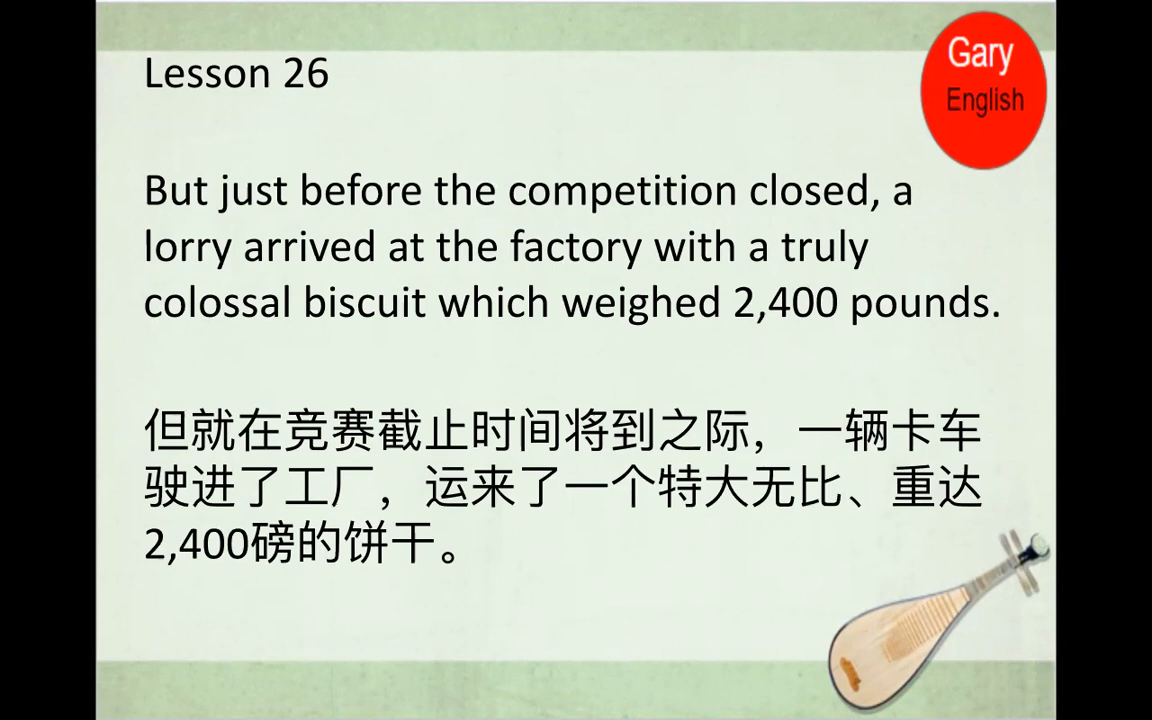 Lesson 26
Gary
English
But just before the competition closed, a
lorry arrived at the factory with a truly
colossal biscuit which weighed 2,400 pounds.
但就在竞赛截止时间将到之际，一辆卡车
驶进了工厂，运来了一个特大无比、重达
2,400磅的饼干。